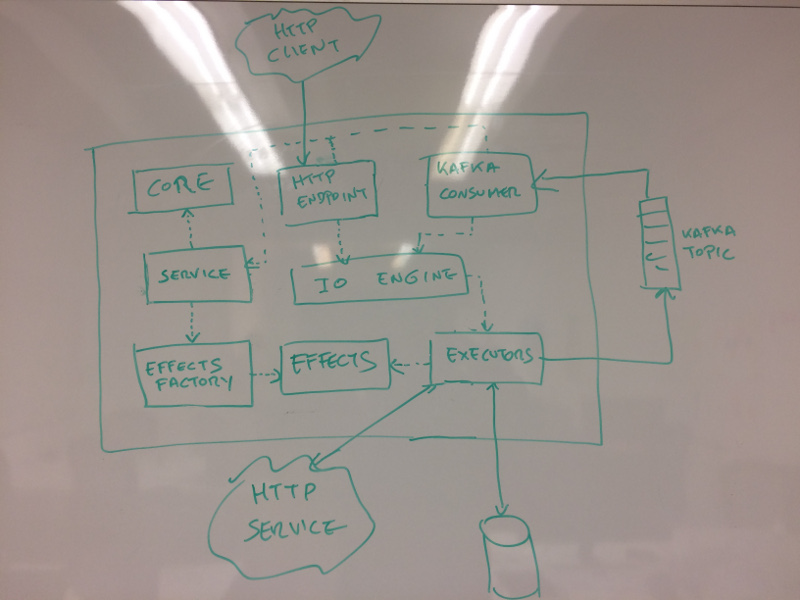 HTTP
CLIENT
CORE
HTTP
ENDPOINT
KAFKA
CONSUMER
KAFKA
TOPIC
SERVICE
IO ENGINE
EFFECTS
FACTORY
EFFECTS
EXECUTORS
HTTP
SERVICE